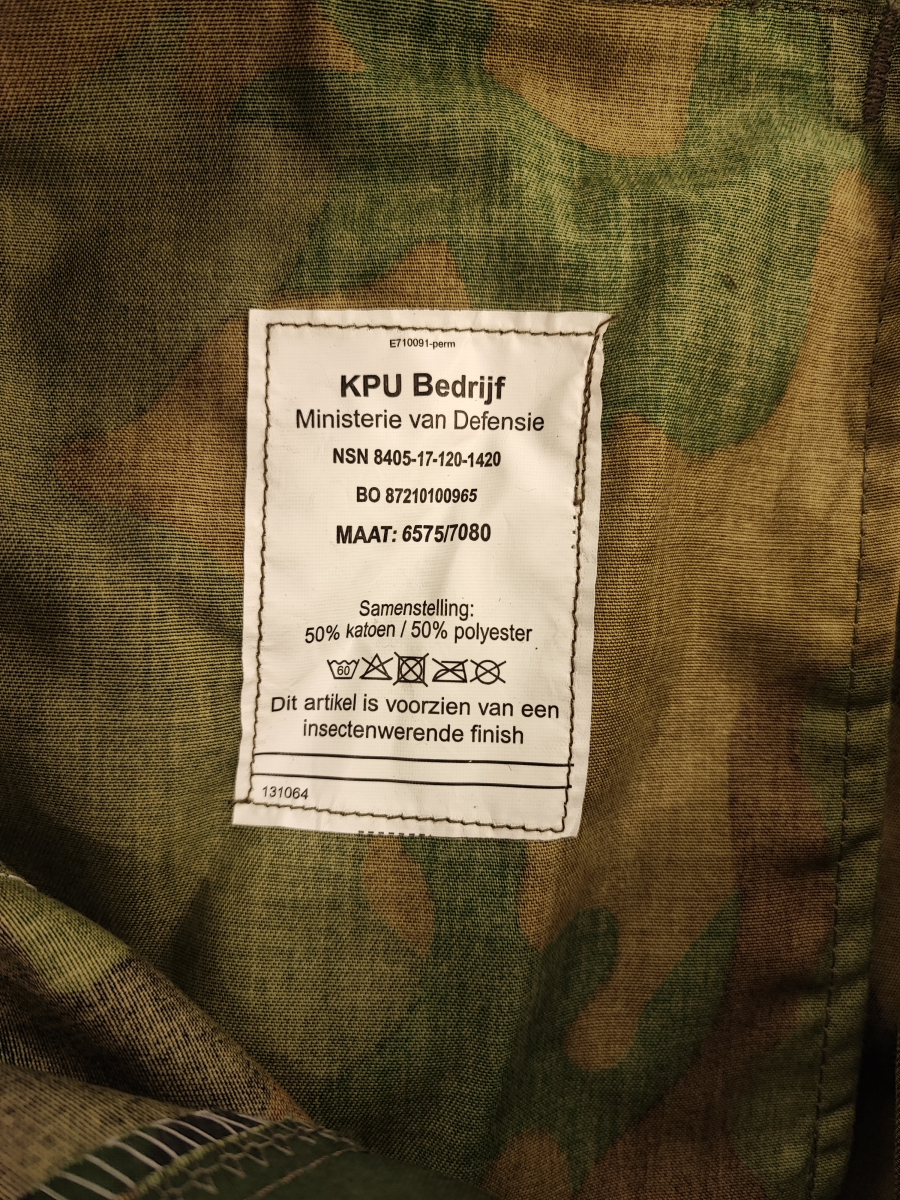 E710091-perm
KPU Bedrijf
Ministerie van Defensie
NSN 8405-17-120-1420
BO 87210100965
MAAT: 6575/7080
Samenstelling:
50% katoen / 50% polyester
60
Dit artikel is voorzien van een
insectenwerende finish
131064